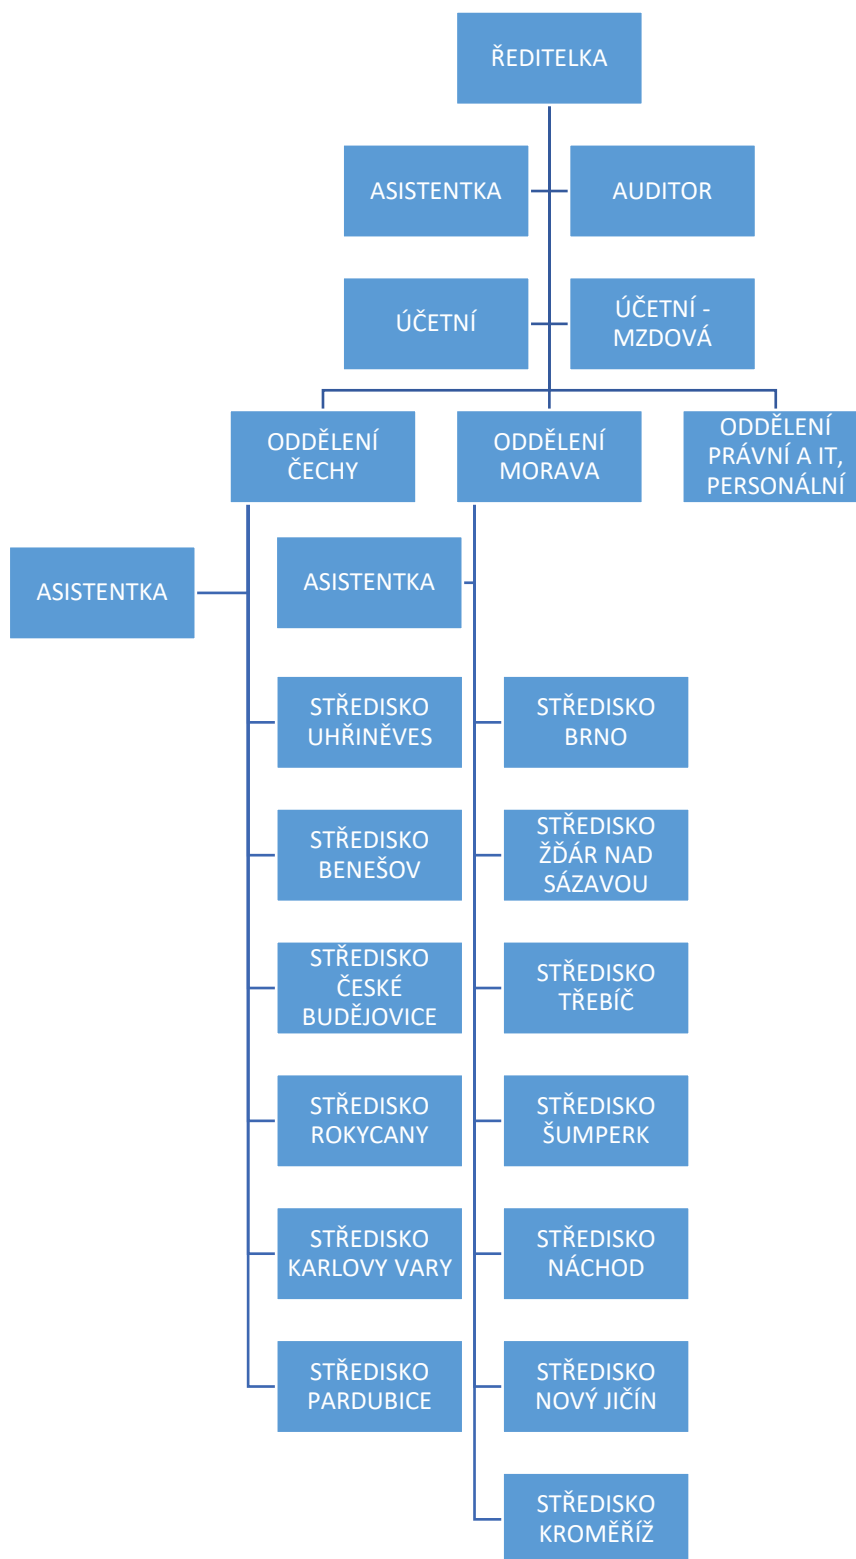 ŘEDITELKA
ASISTENTKA
AUDITOR
ÚČETNÍ
ÚČETNÍ -
MZDOVÁ
ODDĚLENÍ
ČECHY
ODDĚLENÍ
MORAVA
ODDĚLENÍ
PRÁVNÍ A IT,
PERSONÁLNÍ
ASISTENTKA
ASISTENTKA
STŘEDISKO
UHŘINĚVES
STŘEDISKO
BRNO
STŘEDISKO
BENEŠOV
STŘEDISKO
ŽĎÁR NAD
SÁZAVOU
STŘEDISKO
ČESKÉ
BUDĚJOVICE
STŘEDISKO
TŘEBÍČ
STŘEDISKO
ROKYCANY
STŘEDISKO
ŠUMPERK
STŘEDISKO
KARLOVY VARY
STŘEDISKO
NÁCHOD
STŘEDISKO
PARDUBICE
STŘEDISKO
NOVÝ JIČÍN
STŘEDISKO
KROMĚŘÍŽ